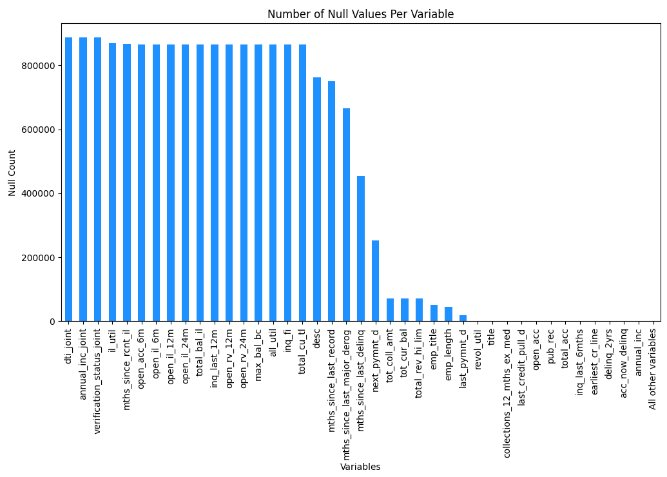 Number of Null Values Per Variable
Null Count
800000
600000
400000
200000
0
dti_joint
annual_inc_joint
verification_status_joint
il_util
mths_since_rcnt_il
open_acc_6m
open_il_6m
open_il_12m
open_il_24m
total_bal_il
inq_last_12m
open_rv_12m
open_rv_24m
max_bal_bc
all_util
inq_fi
total_cu_tl
desc
mths_since_last_record
mths_since_last_major_derog
mths_since_last_delinq
next_pymnt_d
tot_coll_amt
tot_cur_bal
total_rev_hi_lim
emp_title
emp_length
last_pymnt_d
revol_util
title
collections_12_mths_ex_med
last_credit_pull_d
open_acc
pub_rec
total_acc
inq_last_6mths
earliest_cr_line
delinq_2yrs
acc_now_delinq
annual_inc
All other variables
Variables